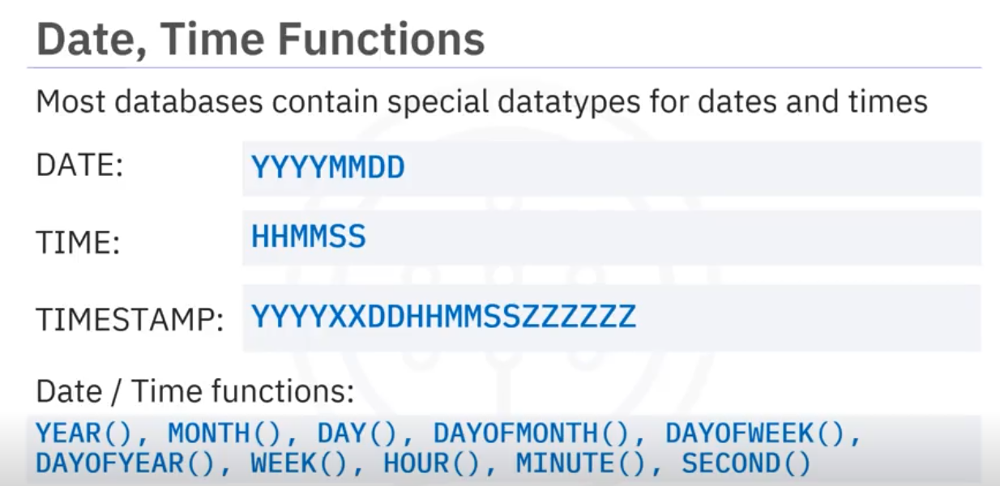 Date, Time Functions
Most databases contain special datatypes for dates and times
DATE: YYYYMMDD
TIME: HHMMSS
TIMESTAMP: YYYYXXDDHHMMSSZZZZZZ
Date / Time functions:
YEAR(), MONTH(), DAY(), DAYOFMONTH(), DAYOFWEEK(),
DAYOFYEAR(), WEEK(), HOUR(), MINUTE(), SECOND()